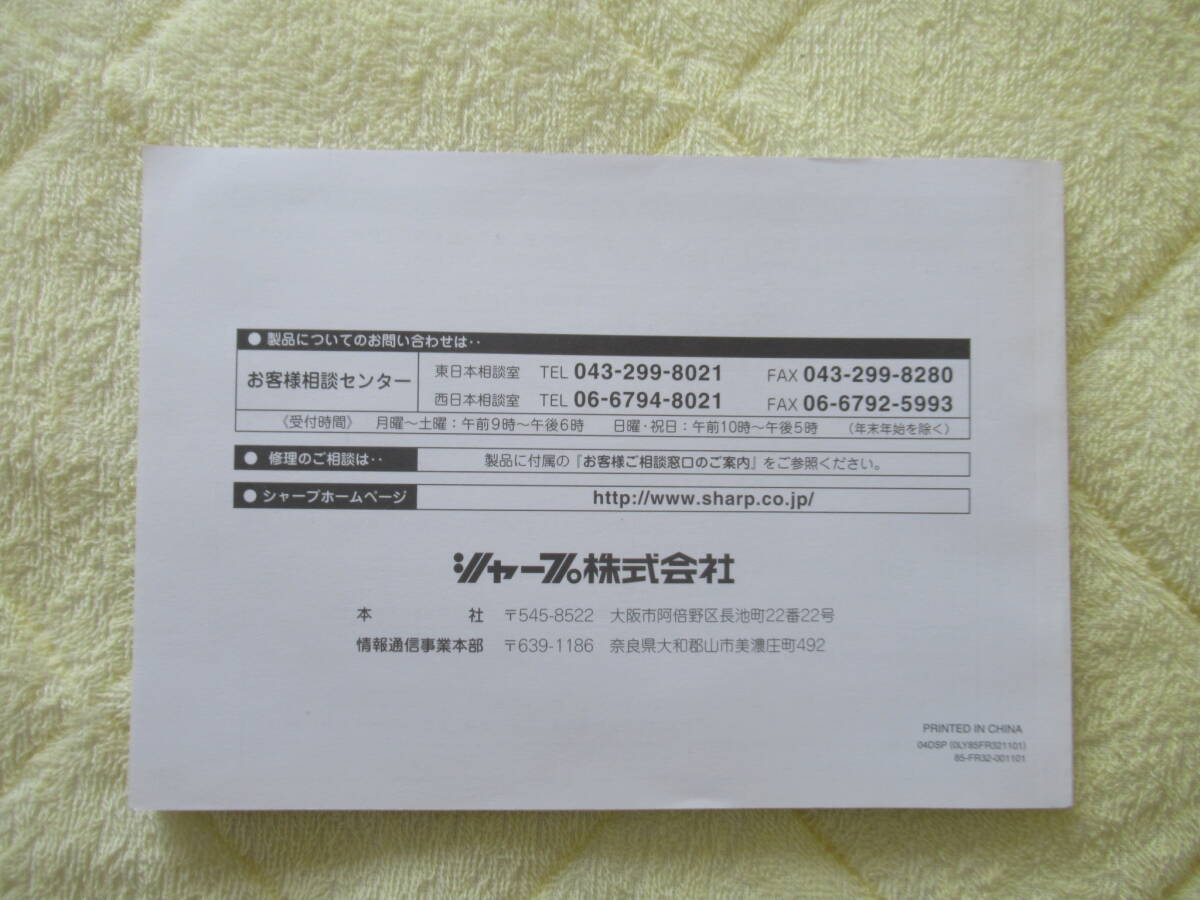 ● 製品についてのお問い合わせは‥
お客様相談センター 東日本相談室 TEL 043-299-8021 FAX 043-299-8280
西日本相談室 TEL 06-6794-8021 FAX 06-6792-5993
《受付時間》 月曜～土曜：午前9時～午後6時 日曜・祝日：午前10時～午後5時 （年末年始を除く）
● 修理のご相談は‥ 製品に付属の『お客様ご相談窓口のご案内』をご参照ください。
● シャープホームページ http://www.sharp.co.jp/
シャープ株式会社
本 社 〒545-8522 大阪市阿倍野区長池町22番22号
情報通信事業本部 〒639-1186 奈良県大和郡山市美濃庄町492
PRINTED IN CHINA
04DSP (0LY85FR321101)
85-FR32-001101